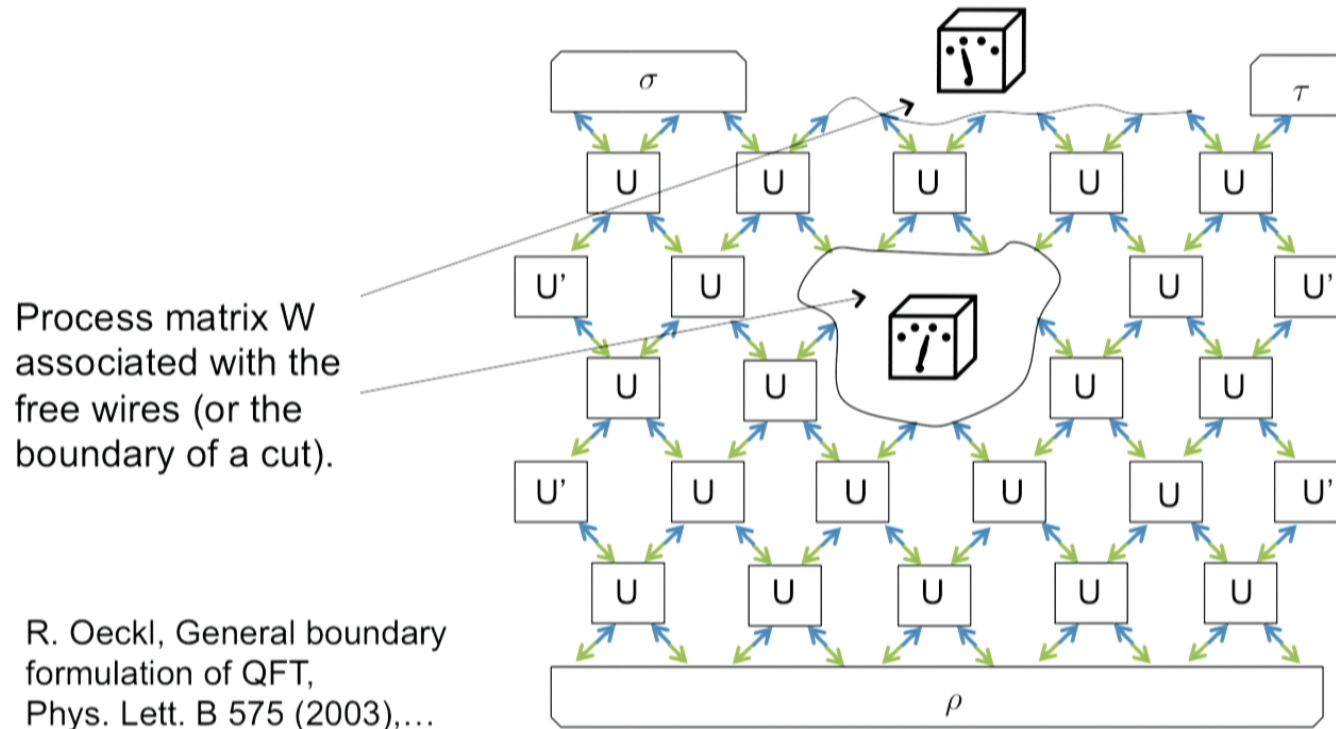 σ
τ
U U U U U
Process matrix W
associated with the
free wires (or the
boundary of a cut).
U' U U U'
U U U U
U' U U U U U'
U U U U U
ρ
R. Oeckl, General boundary
formulation of QFT,
Phys. Lett. B 575 (2003),…